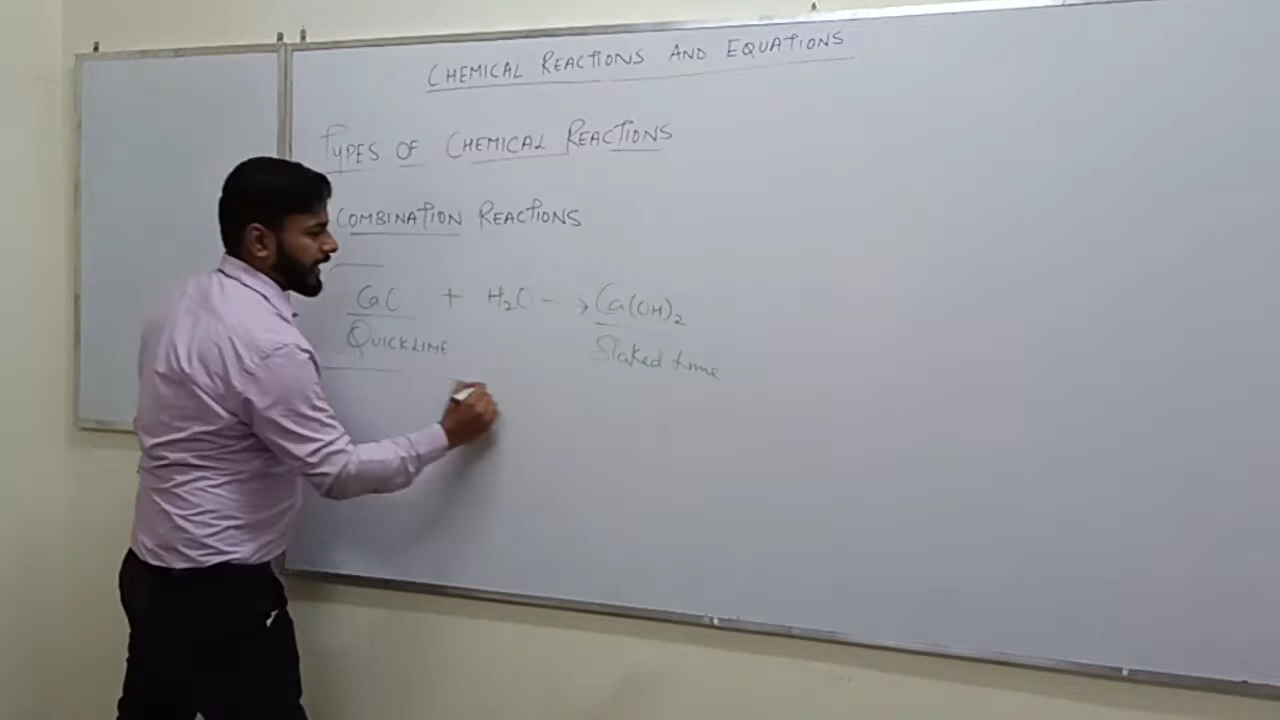 CHEMICAL REACTIONS AND EQUATIONS
TYPES OF CHEMICAL REACTIONS
COMBINATION REACTIONS
CaO + H₂O → Ca(OH)₂
QUICKLIME Slaked Lime